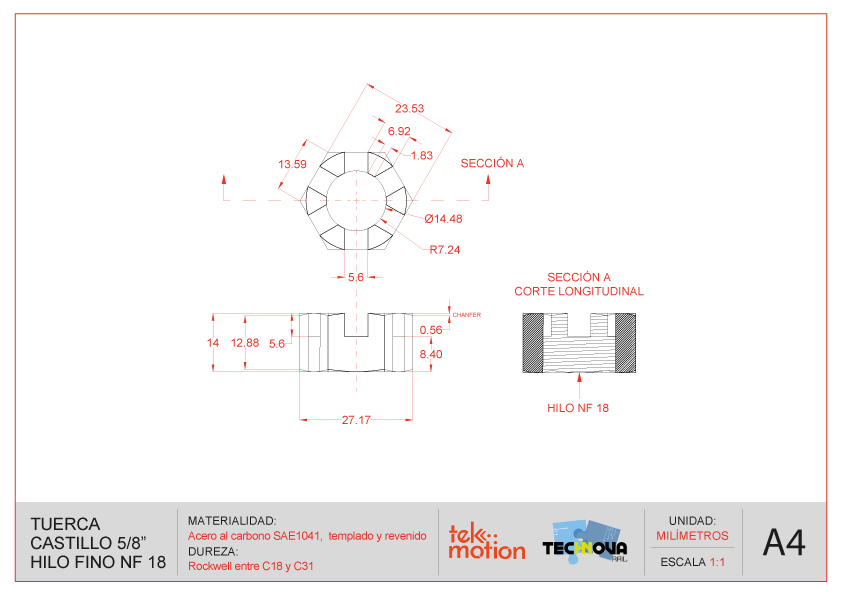 23.53
6.92
1.83
13.59
SECCIÓN A
Ø14.48
R7.24
5.6
SECCIÓN A
CORTE LONGITUDINAL
CHANFER
0.56
14
12.88
5.6
8.40
27.17
HILO NF 18
TUERCA
CASTILLO 5/8”
HILO FINO NF 18
MATERIALIDAD:
Acero al carbono SAE1041, templado y revenido
DUREZA:
Rockwell entre C18 y C31
tek
motion
TECHNOVA
RAIL
UNIDAD:
MILÍMETROS
ESCALA 1:1
A4